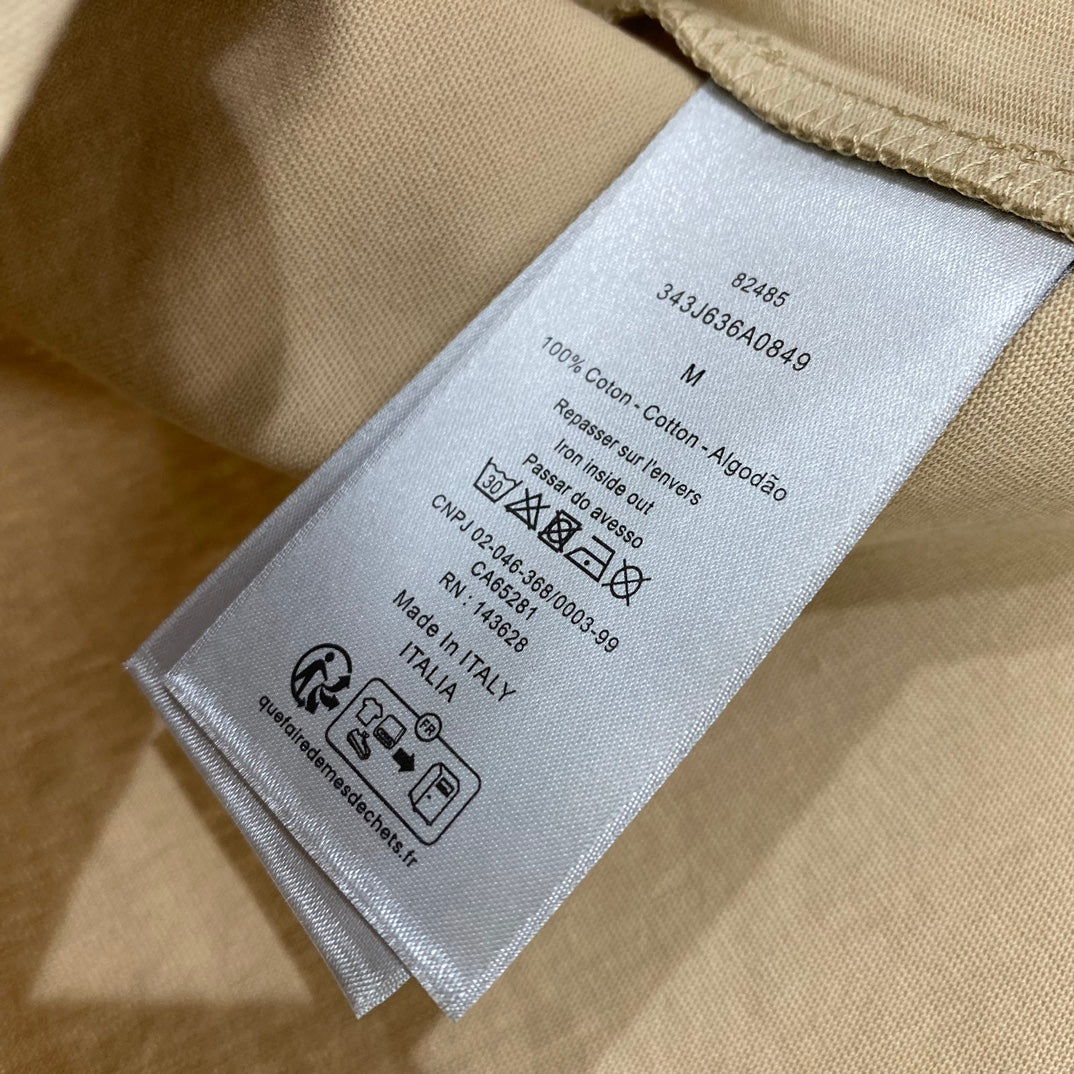 82485
343J636A0849
M
100% Coton - Cotton - Algodão
Repasser sur l'envers
Iron inside out
Passar do avesso
30
CNPJ 02-046-368/0003-99
CA65281
RN : 143628
Made In ITALY
ITALIA
FR
quefairedemesdechets.fr